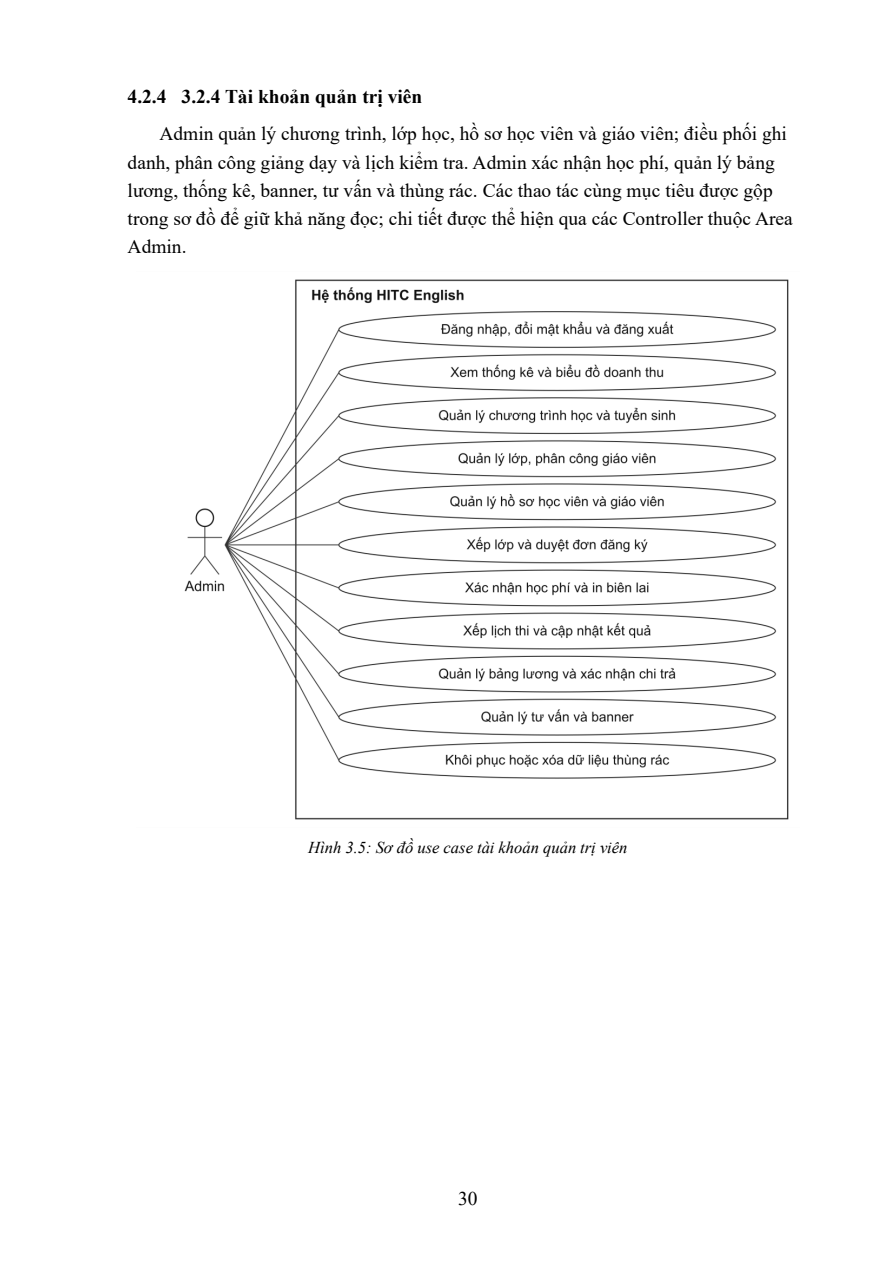 4.2.4 3.2.4 Tài khoản quản trị viên
Admin quản lý chương trình, lớp học, hồ sơ học viên và giáo viên; điều phối ghi
danh, phân công giảng dạy và lịch kiểm tra. Admin xác nhận học phí, quản lý bảng
lương, thống kê, banner, tư vấn và thùng rác. Các thao tác cùng mục tiêu được gộp
trong sơ đồ để giữ khả năng đọc; chi tiết được thể hiện qua các Controller thuộc Area
Admin.
Hệ thống HITC English
Đăng nhập, đổi mật khẩu và đăng xuất
Xem thống kê và biểu đồ doanh thu
Quản lý chương trình học và tuyển sinh
Quản lý lớp, phân công giáo viên
Quản lý hồ sơ học viên và giáo viên
Xếp lớp và duyệt đơn đăng ký
Xác nhận học phí và in biên lai
Xếp lịch thi và cập nhật kết quả
Quản lý bảng lương và xác nhận chi trả
Quản lý tư vấn và banner
Khôi phục hoặc xóa dữ liệu thùng rác
Admin
Hình 3.5: Sơ đồ use case tài khoản quản trị viên
30